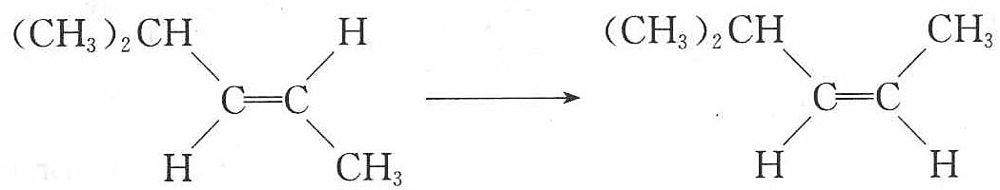 (CH₃)₂CH H (CH₃)₂CH CH₃
C=C C=C
H CH₃ H H